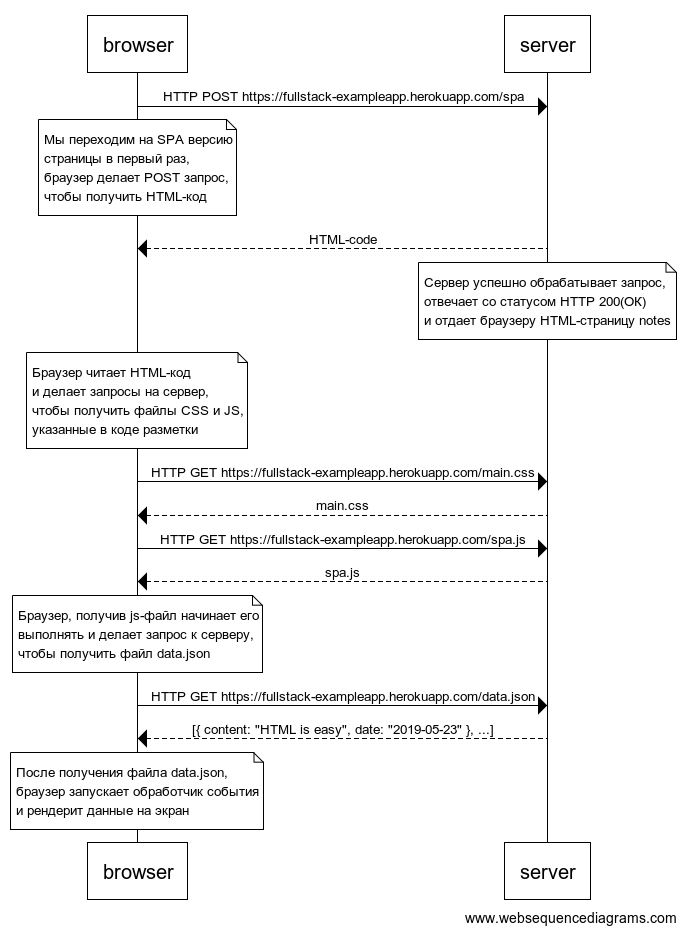 browser
server
HTTP POST https://fullstack-exampleapp.herokuapp.com/spa
Мы переходим на SPA версию
страницы в первый раз,
браузер делает POST запрос,
чтобы получить HTML-код
HTML-code
Сервер успешно обрабатывает запрос,
отвечает со статусом HTTP 200(ОК)
и отдает браузеру HTML-страницу notes
Браузер читает HTML-код
и делает запросы на сервер,
чтобы получить файлы CSS и JS,
указанные в коде разметки
HTTP GET https://fullstack-exampleapp.herokuapp.com/main.css
main.css
HTTP GET https://fullstack-exampleapp.herokuapp.com/spa.js
spa.js
Браузер, получив js-файл начинает его
выполнять и делает запрос к серверу,
чтобы получить файл data.json
HTTP GET https://fullstack-exampleapp.herokuapp.com/data.json
[{ content: "HTML is easy", date: "2019-05-23" }, ...]
После получения файла data.json,
браузер запускает обработчик события
и рендерит данные на экран
browser
server
www.websequencediagrams.com